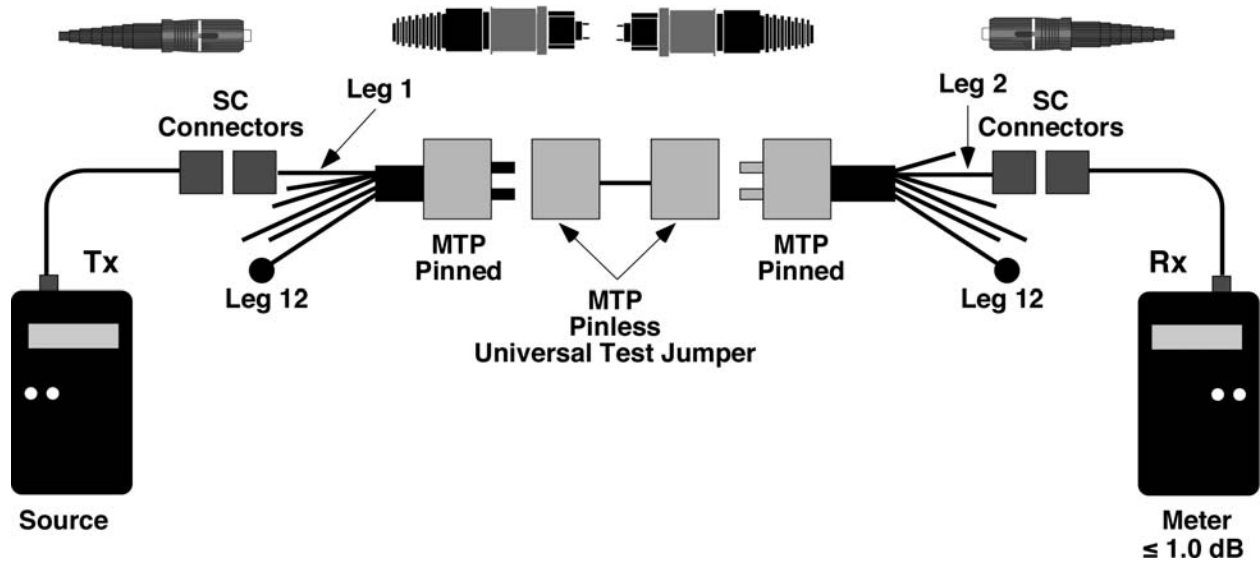 Leg 1
Leg 2
SC
Connectors
SC
Connectors
Tx
Leg 12
MTP
Pinned
MTP
Pinless
Universal Test Jumper
MTP
Pinned
Leg 12
Rx
Source
Meter
≤ 1.0 dB